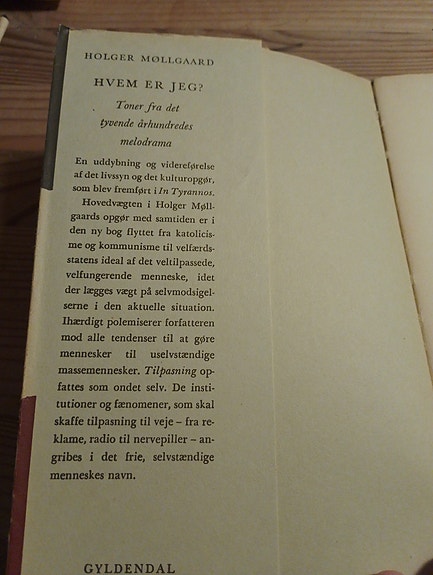 HOLGER MØLLGAARD
HVEM ER JEG?
Toner fra det
tyvende århundredes
melodrama
En uddybning og videreførelse
af det livssyn og det kulturopgør,
som blev fremført i In Tyrannos.
Hovedvægten i Holger Møll-
gaards opgør med samtiden er i
den ny bog flyttet fra katolicis-
me og kommunisme til velfærds-
statens ideal af det veltilpassede,
velfungerende menneske, idet
der lægges vægt på selvmodsigel-
serne i den aktuelle situation.
Ihærdigt polemiserer forfatteren
mod alle tendenser til at gøre
mennesker til uselvstændige
massemennesker. Tilpasning op-
fattes som ondet selv. De insti-
tutioner og fænomener, som skal
skaffe tilpasning til veje – fra re-
klame, radio til nervepiller – an-
gribes i det frie, selvstændige
menneskes navn.
GYLDENDAL